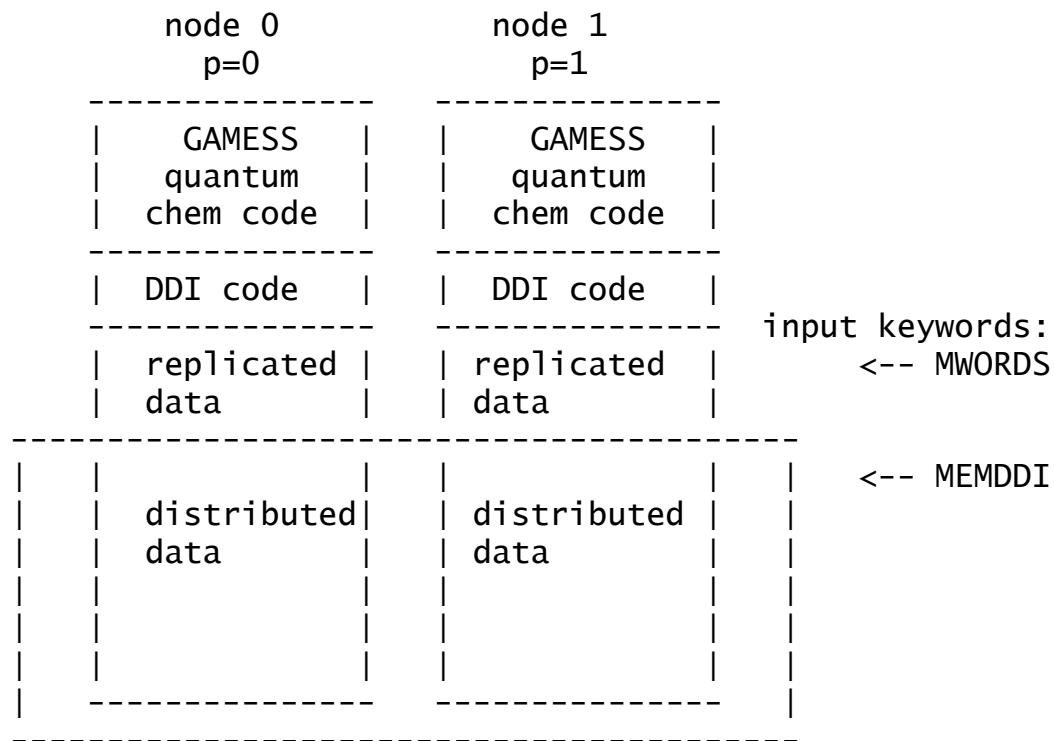 node 0 node 1
p=0 p=1
--------------- ---------------
| GAMESS | | GAMESS |
| quantum | | quantum |
| chem code | | chem code |
--------------- ---------------
| DDI code | | DDI code |
--------------- --------------- input keywords:
| replicated | | replicated | <-- MWORDS
| data | | data |
-----------------------------------------
| | | | | | <-- MEMDDI
| | distributed| | distributed | |
| | data | | data | |
| | | | | |
| | | | | |
| | | | | |
| --------------- --------------- |
-----------------------------------------